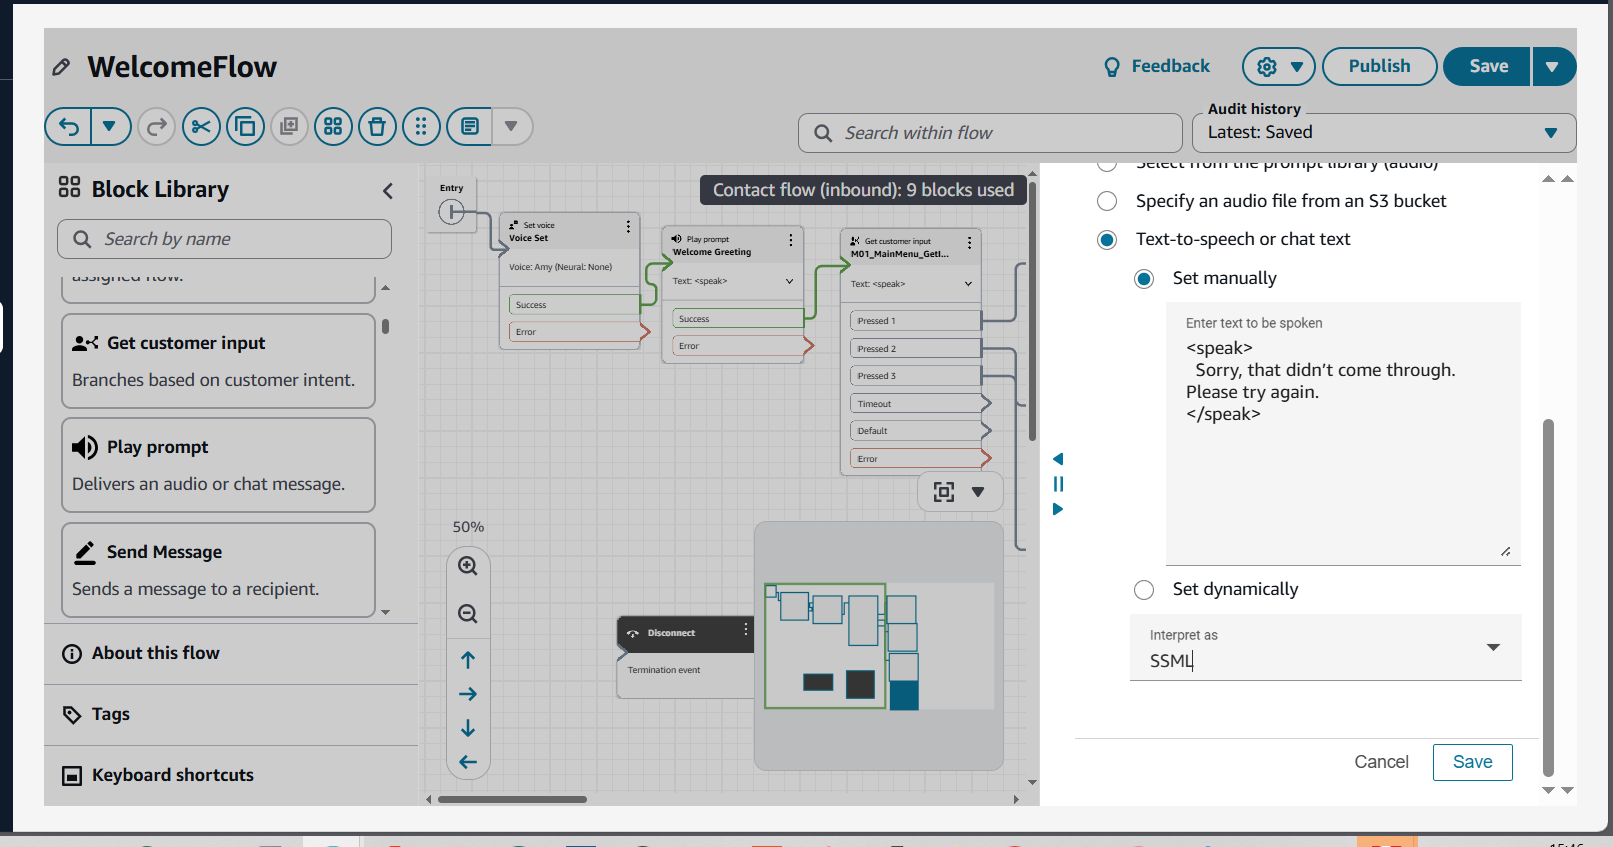 WelcomeFlow
Feedback
Publish
Save
Search within flow
Audit history
Latest: Saved
Block Library
Search by name
assigned flow.
Get customer input
Branches based on customer intent.
Play prompt
Delivers an audio or chat message.
Send Message
Sends a message to a recipient.
About this flow
Tags
Keyboard shortcuts
Contact flow (inbound): 9 blocks used
Entry
Set voice
Voice Set
Voice: Amy (Neural: None)
Success
Error
Play prompt
Welcome Greeting
Text: <speak>
Success
Error
Get customer input
M01_MainMenu_GetI...
Text: <speak>
Pressed 1
Pressed 2
Pressed 3
Timeout
Default
Error
50%
Disconnect
Termination event
Select from the prompt library (audio)
Specify an audio file from an S3 bucket
Text-to-speech or chat text
Set manually
Enter text to be spoken
<speak>
Sorry, that didn’t come through.
Please try again.
</speak>
Set dynamically
Interpret as
SSML
Cancel
Save